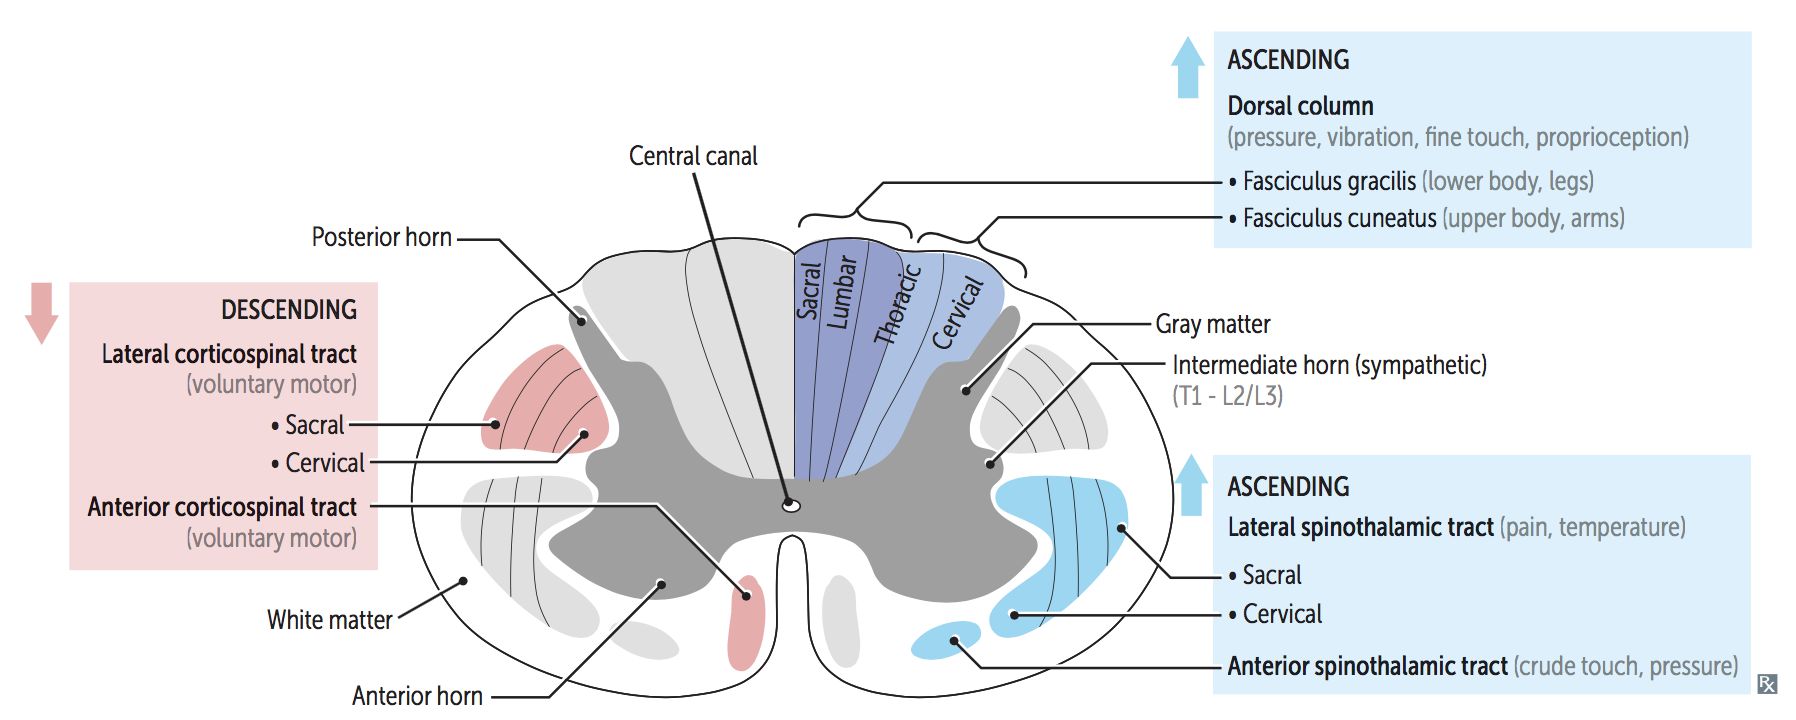 ASCENDING
Dorsal column
(pressure, vibration, fine touch, proprioception)
• Fasciculus gracilis (lower body, legs)
• Fasciculus cuneatus (upper body, arms)
Central canal
Posterior horn
Sacral
Lumbar
Thoracic
Cervical
DESCENDING
Lateral corticospinal tract
(voluntary motor)
• Sacral
• Cervical
Anterior corticospinal tract
(voluntary motor)
Gray matter
Intermediate horn (sympathetic)
(T1 - L2/L3)
ASCENDING
Lateral spinothalamic tract (pain, temperature)
• Sacral
• Cervical
Anterior spinothalamic tract (crude touch, pressure)
White matter
Anterior horn
Rx